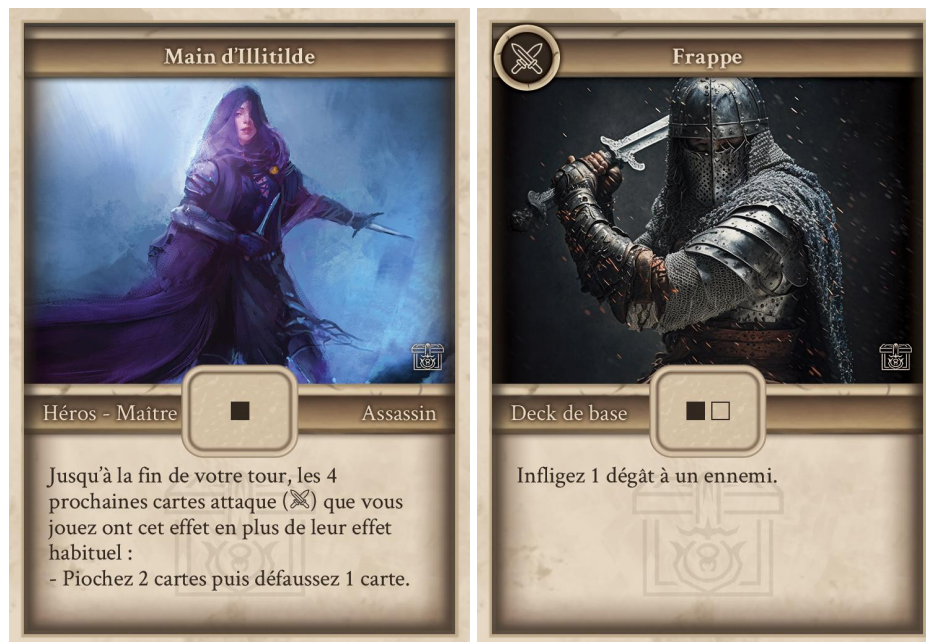 Main d'Illitilde
Héros - Maître
Assassin
Jusqu'à la fin de votre tour, les 4
prochaines cartes attaque () que vous
jouez ont cet effet en plus de leur effet
habituel :
- Piochez 2 cartes puis défaussez 1 carte.
Frappe
Deck de base
Infligez 1 dégât à un ennemi.